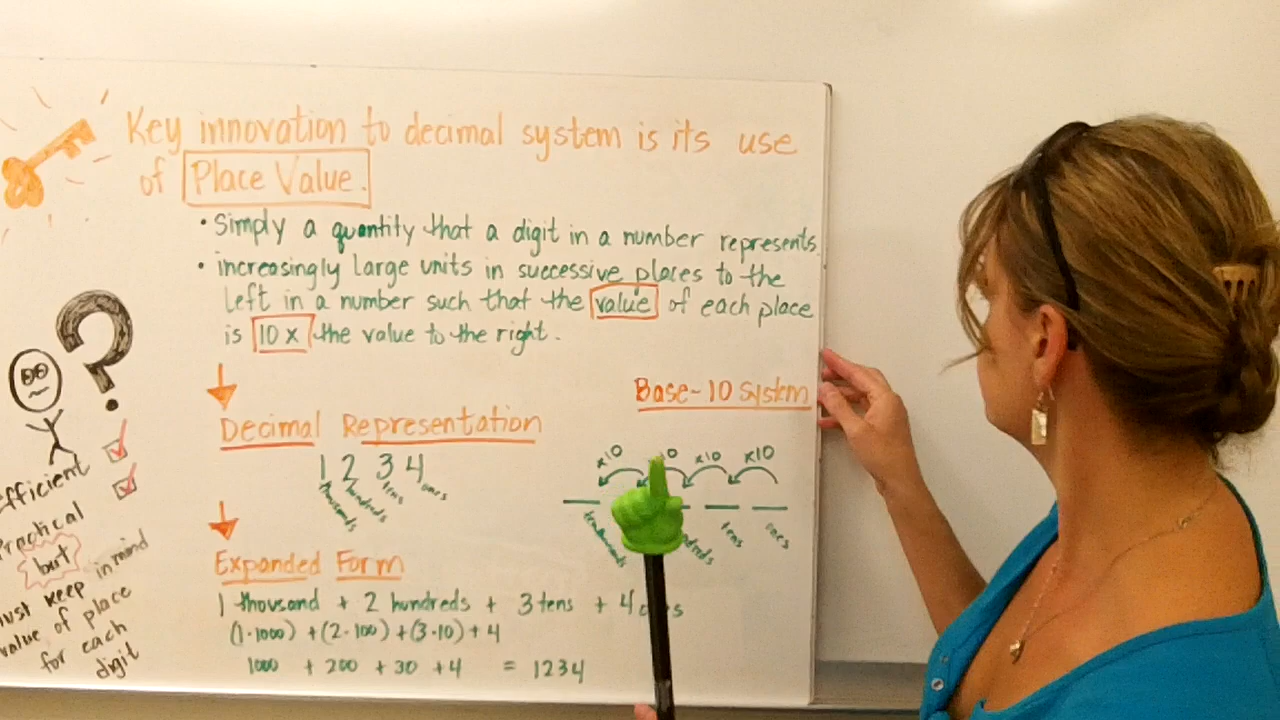 Key innovation to decimal system is its use
of Place Value.
• Simply a quantity that a digit in a number represents.
• increasingly large units in successive places to the
left in a number such that the value of each place
is 10 x the value to the right.
Base-10 System
Decimal Representation
1 2 3 4
thousands hundreds tens ones
x10 x10 x10
tens ones
Expanded Form
1 thousand + 2 hundreds + 3 tens + 4
(1·1000) + (2·100) + (3·10) + 4
1000 + 200 + 30 + 4 = 1234
?
Efficient
Practical
but
must keep in mind
value of place
for each
digit